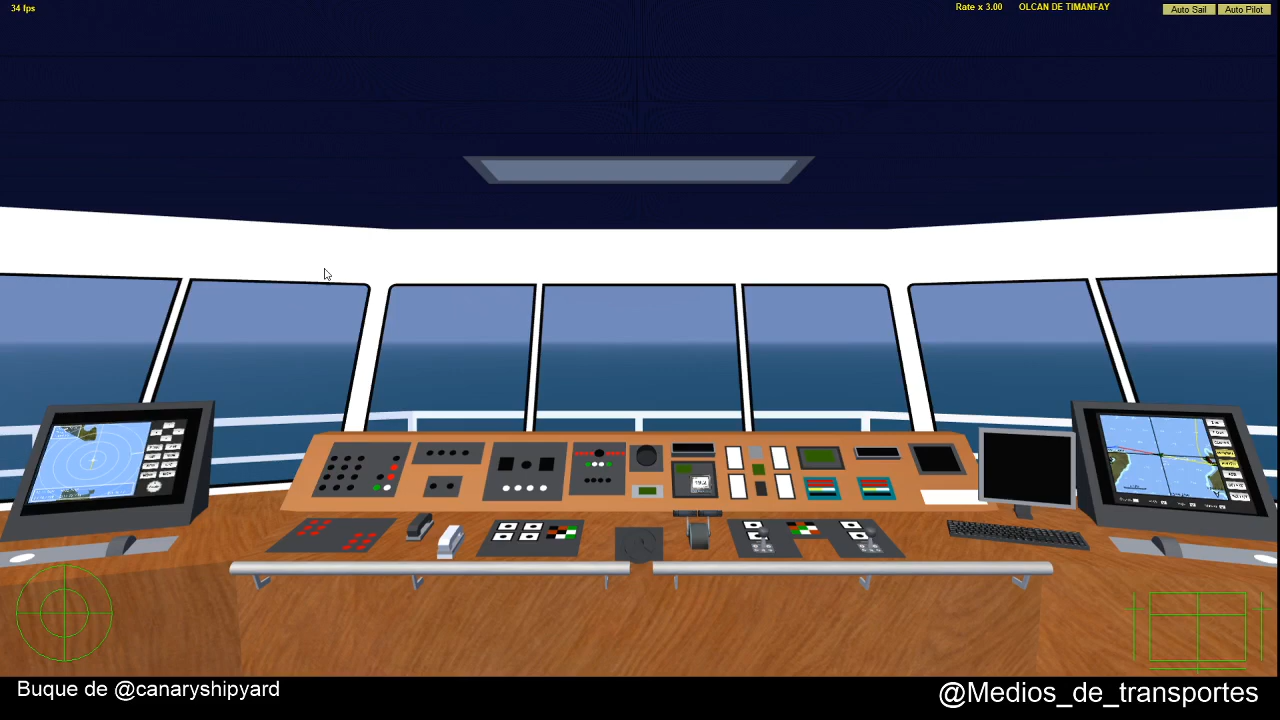 34 fps
Rate x 3.00
OLCAN DE TIMANFAY
Auto Sail
Auto Pilot
Buque de @canaryshipyard
@Medios_de_transportes